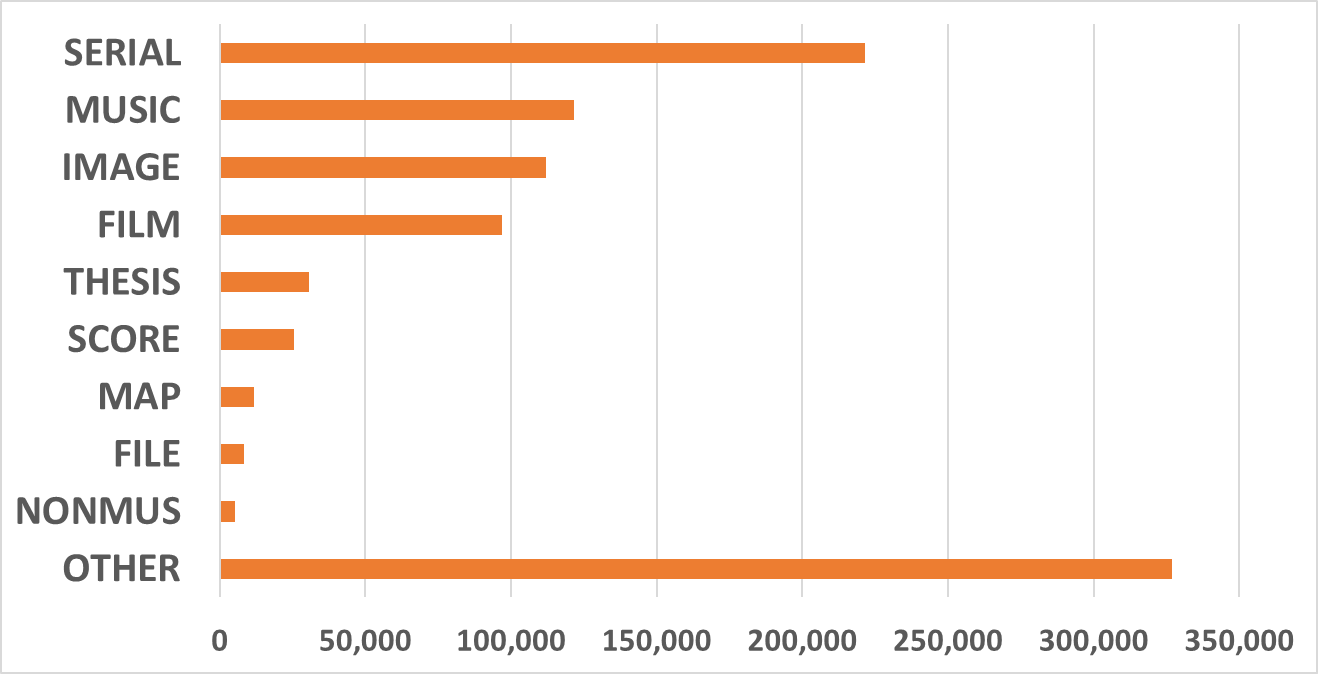 SERIAL
MUSIC
IMAGE
FILM
THESIS
SCORE
MAP
FILE
NONMUS
OTHER
0 50,000 100,000 150,000 200,000 250,000 300,000 350,000